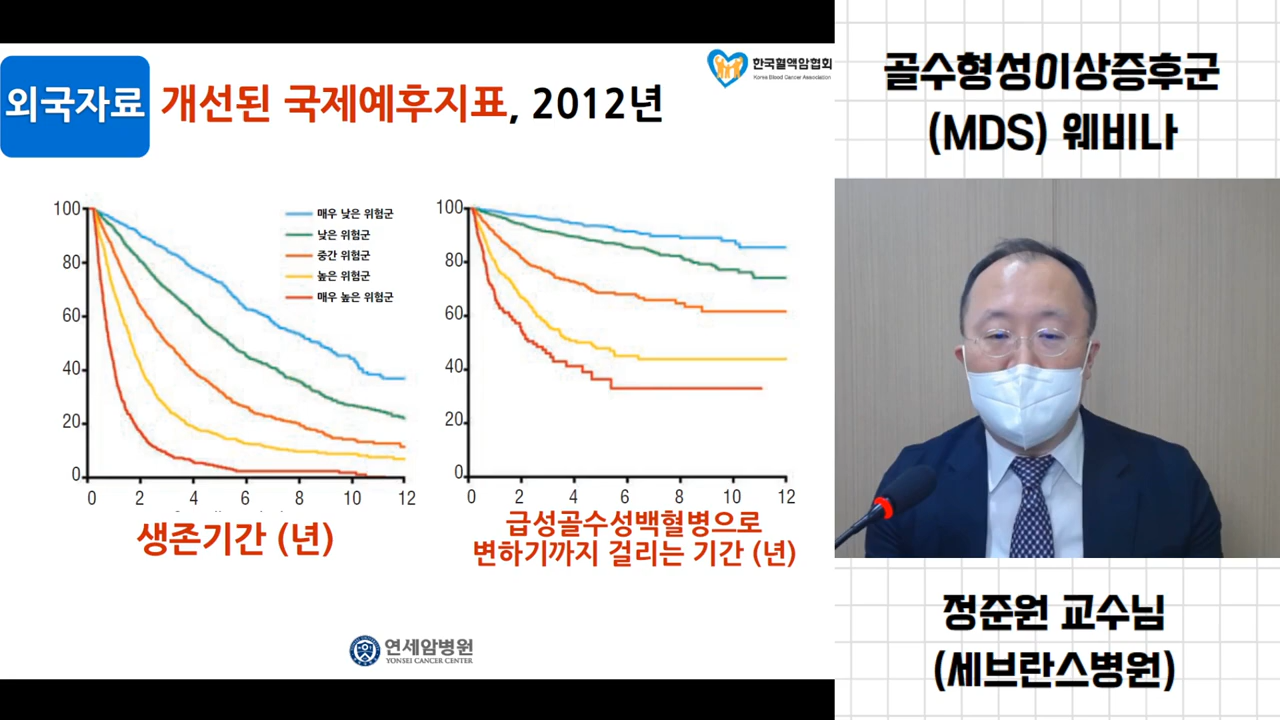 외국자료
개선된 국제예후지표, 2012년
한국혈액암협회
Korea Blood Cancer Association
100
80
60
40
20
0
0 2 4 6 8 10 12
매우 낮은 위험군
낮은 위험군
중간 위험군
높은 위험군
매우 높은 위험군
생존기간 (년)
100
80
60
40
20
0
0 2 4 6 8 10 12
급성골수성백혈병으로
변하기까지 걸리는 기간 (년)
연세암병원
YONSEI CANCER CENTER
골수형성이상증후군
(MDS) 웨비나
정준원 교수님
(세브란스병원)